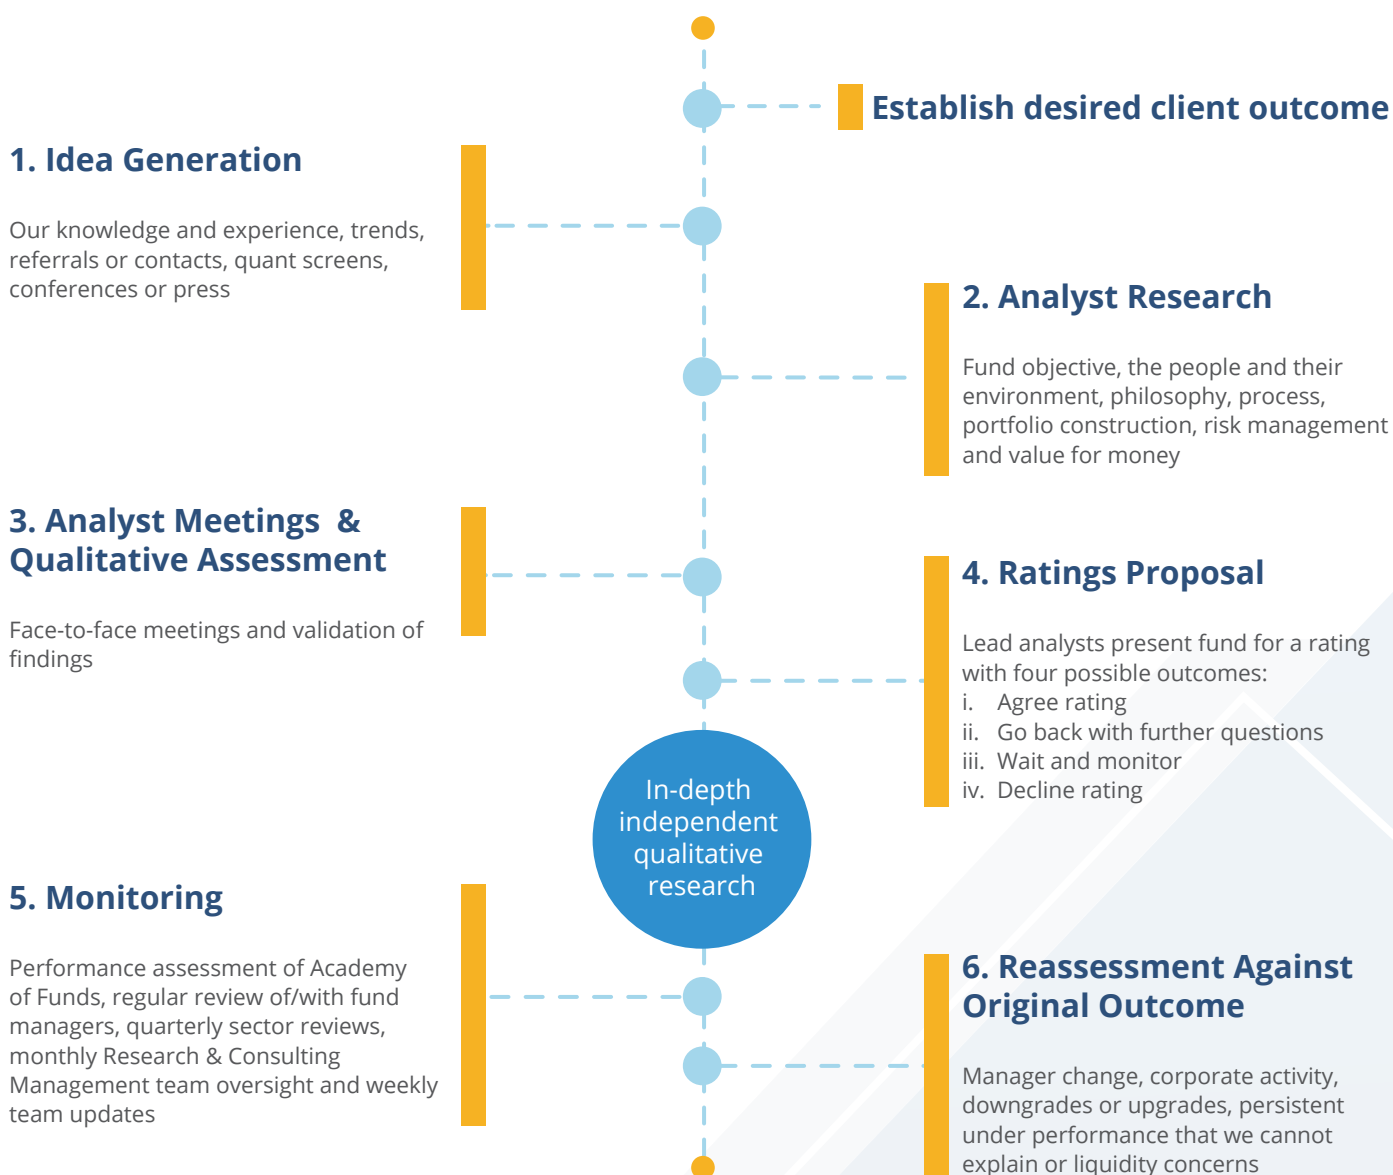 Establish desired client outcome
1. Idea Generation
Our knowledge and experience, trends,
referrals or contacts, quant screens,
conferences or press
2. Analyst Research
Fund objective, the people and their
environment, philosophy, process,
portfolio construction, risk management
and value for money
3. Analyst Meetings &
Qualitative Assessment
Face-to-face meetings and validation of
findings
4. Ratings Proposal
Lead analysts present fund for a rating
with four possible outcomes:
i. Agree rating
ii. Go back with further questions
iii. Wait and monitor
iv. Decline rating
In-depth
independent
qualitative
research
5. Monitoring
Performance assessment of Academy
of Funds, regular review of/with fund
managers, quarterly sector reviews,
monthly Research & Consulting
Management team oversight and weekly
team updates
6. Reassessment Against
Original Outcome
Manager change, corporate activity,
downgrades or upgrades, persistent
under performance that we cannot
explain or liquidity concerns